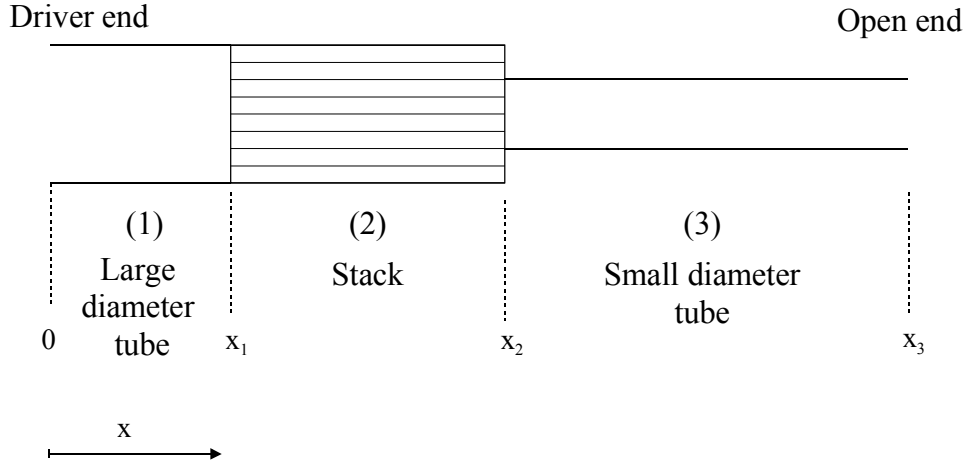 Driver end
Open end
(1)
(2)
(3)
Large
diameter
tube
Stack
Small diameter
tube
0
x₁
x₂
x₃
x